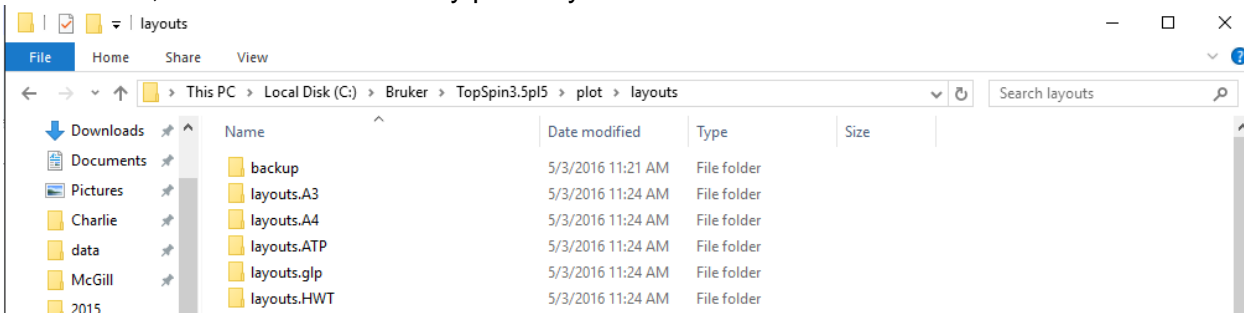 layouts
File Home Share View
This PC > Local Disk (C:) > Bruker > TopSpin3.5pl5 > plot > layouts Search layouts
Downloads Name Date modified Type Size
Documents backup 5/3/2016 11:21 AM File folder
Pictures layouts.A3 5/3/2016 11:24 AM File folder
Charlie layouts.A4 5/3/2016 11:24 AM File folder
data layouts.ATP 5/3/2016 11:24 AM File folder
McGill layouts.glp 5/3/2016 11:24 AM File folder
2015 layouts.HWT 5/3/2016 11:24 AM File folder